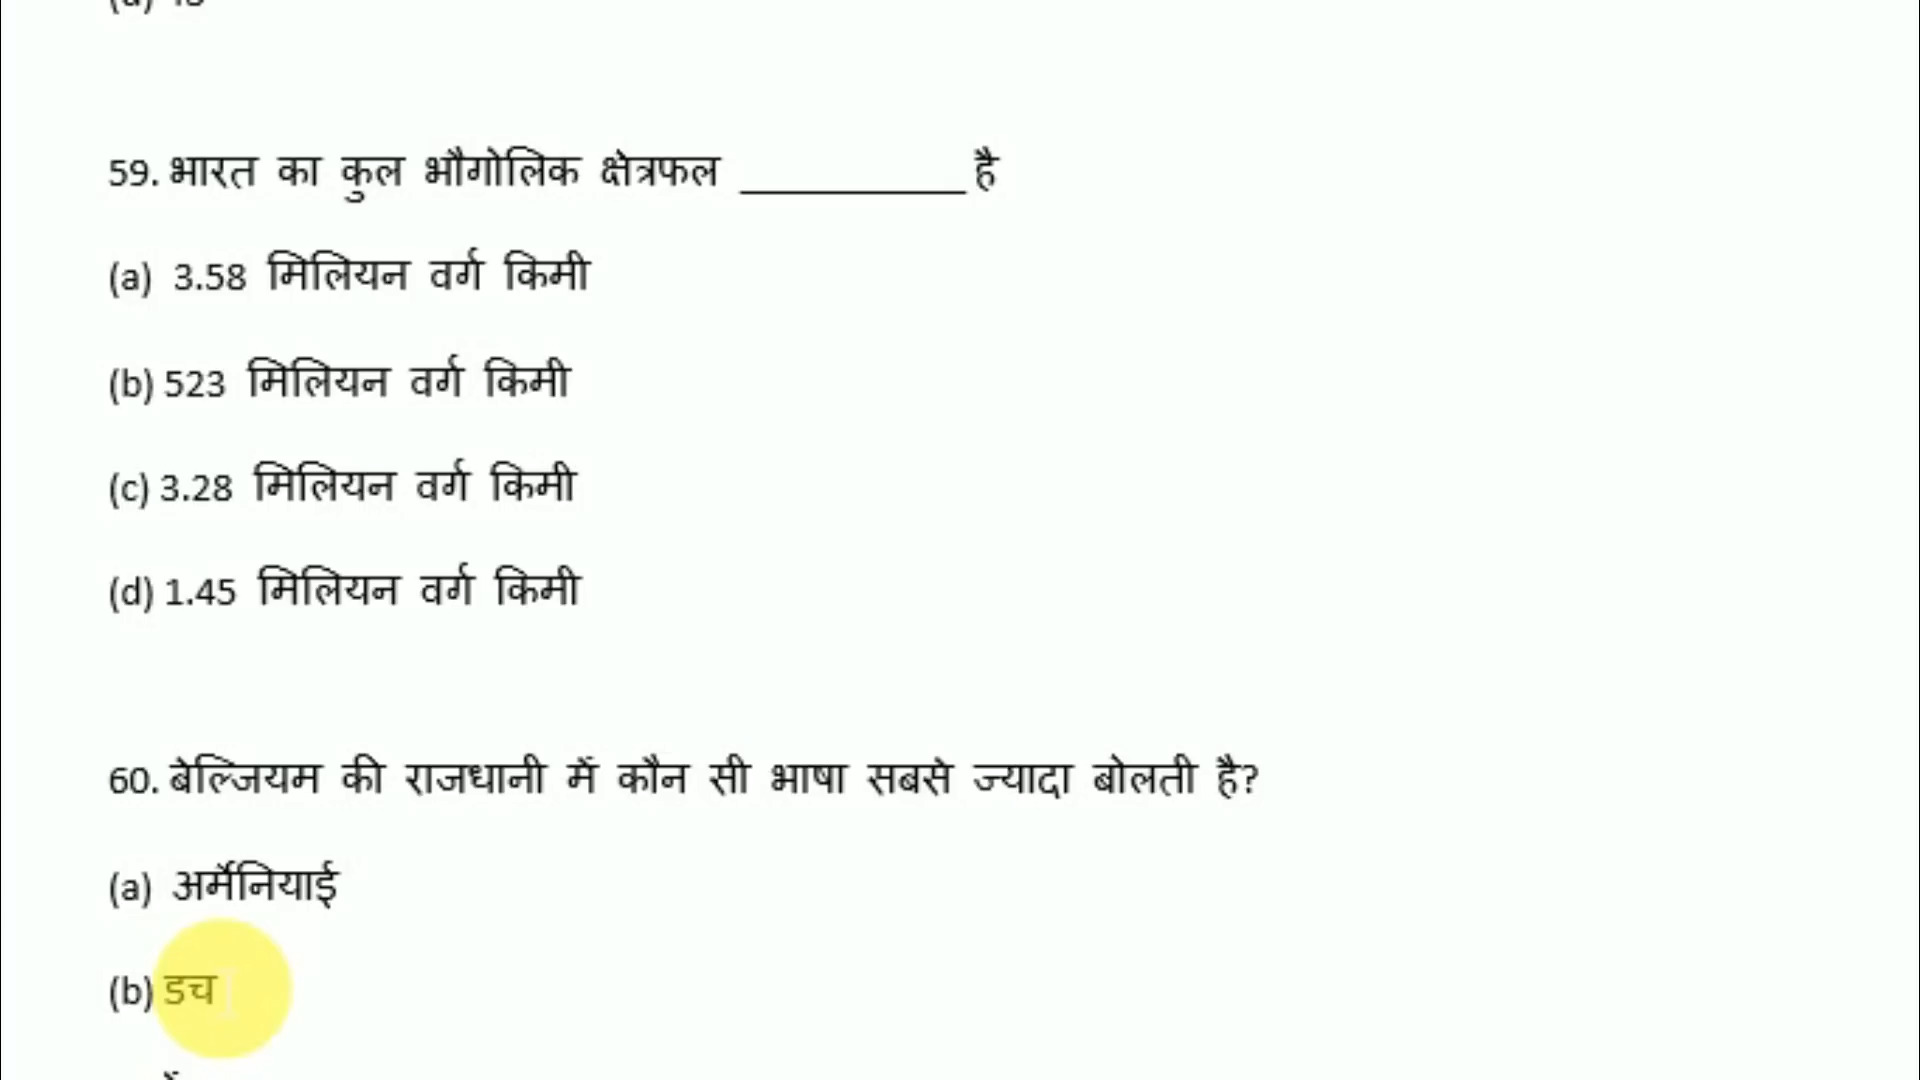 59. भारत का कुल भौगोलिक क्षेत्रफल ___________ है
(a) 3.58 मिलियन वर्ग किमी
(b) 523 मिलियन वर्ग किमी
(c) 3.28 मिलियन वर्ग किमी
(d) 1.45 मिलियन वर्ग किमी
60. बेल्जियम की राजधानी में कौन सी भाषा सबसे ज्यादा बोलती है?
(a) अर्मेनियाई
(b) डच